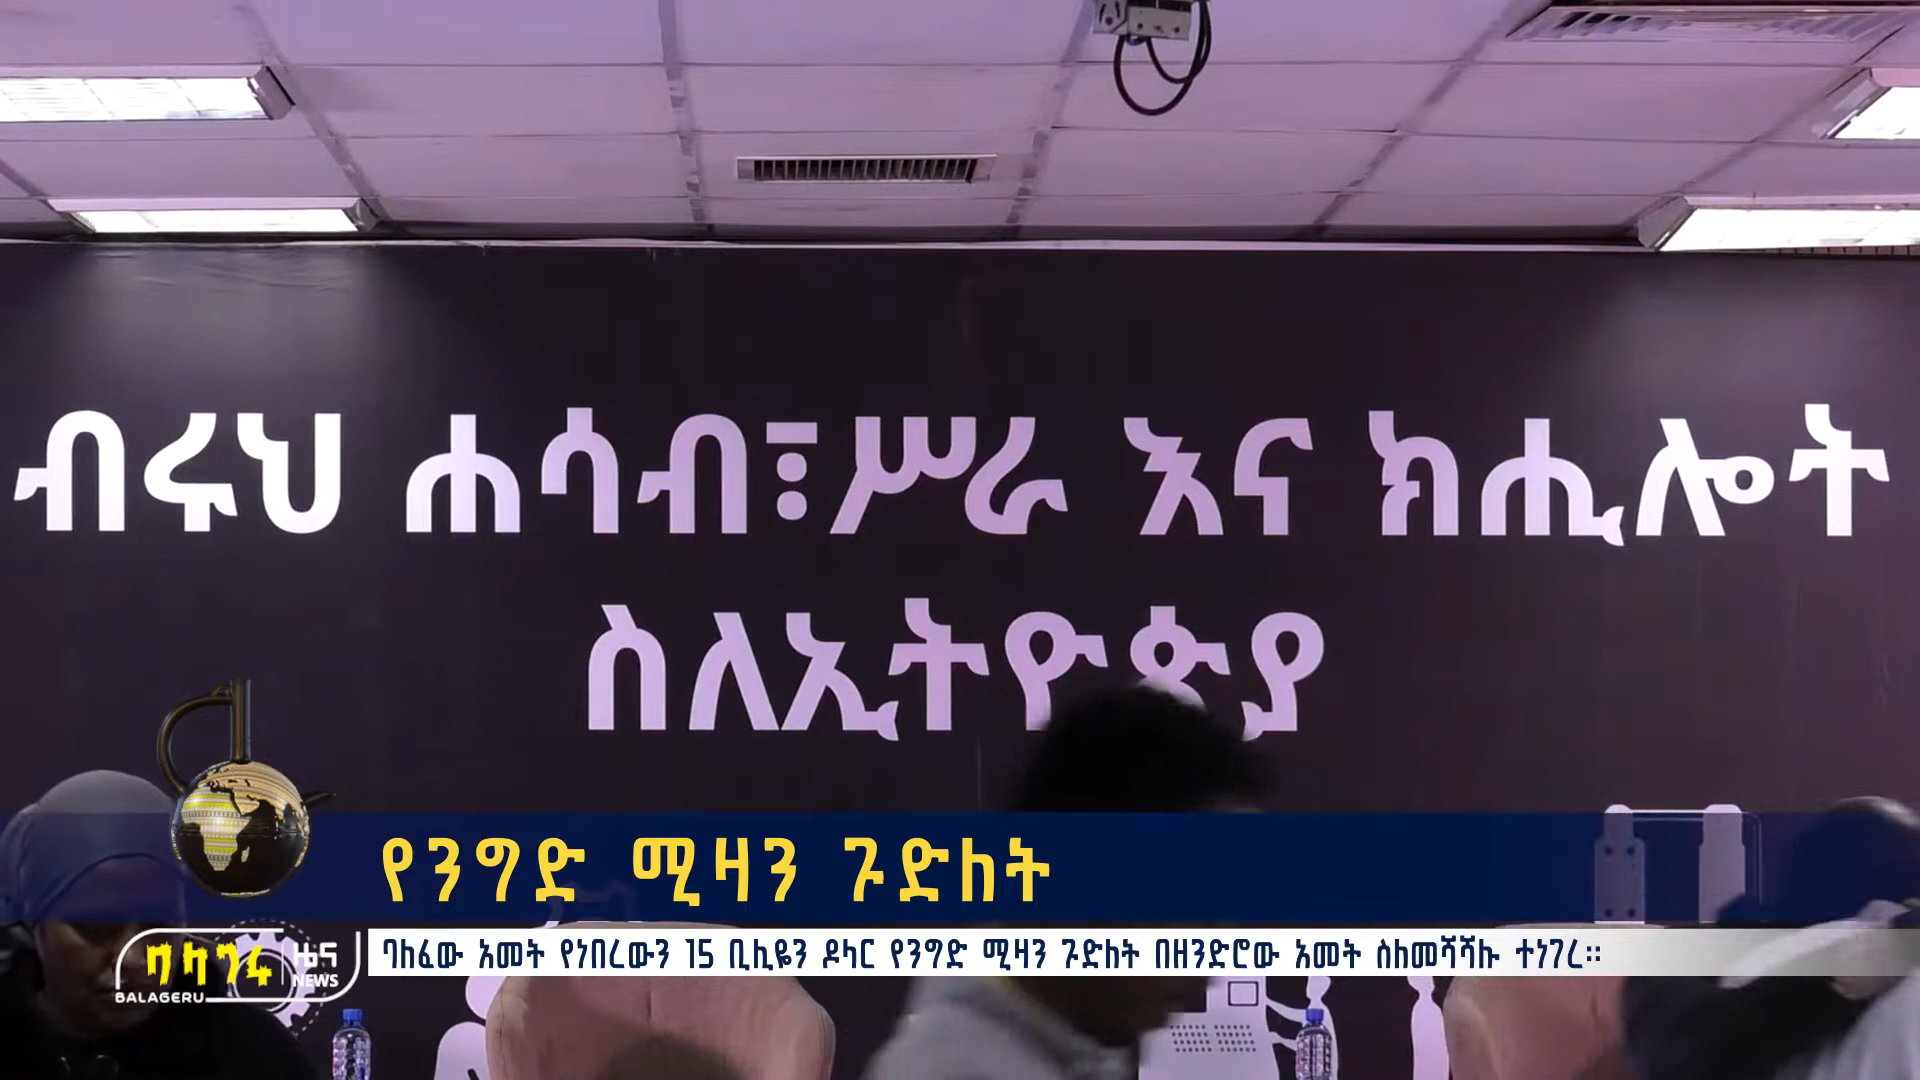 ብሩህ ሐሳብ፣ሥራ እና ክሒሎት
ስለኢትዮጵያ
የንግድ ሚዛን ጉድለት
ባላገሩ ዜና
BALAGERU NEWS
ባለፈው አመት የነበረውን 15 ቢሊዬን ዶላር የንግድ ሚዛን ጉድለት በዘንድሮው አመት ስለመሻሻሉ ተነገረ።